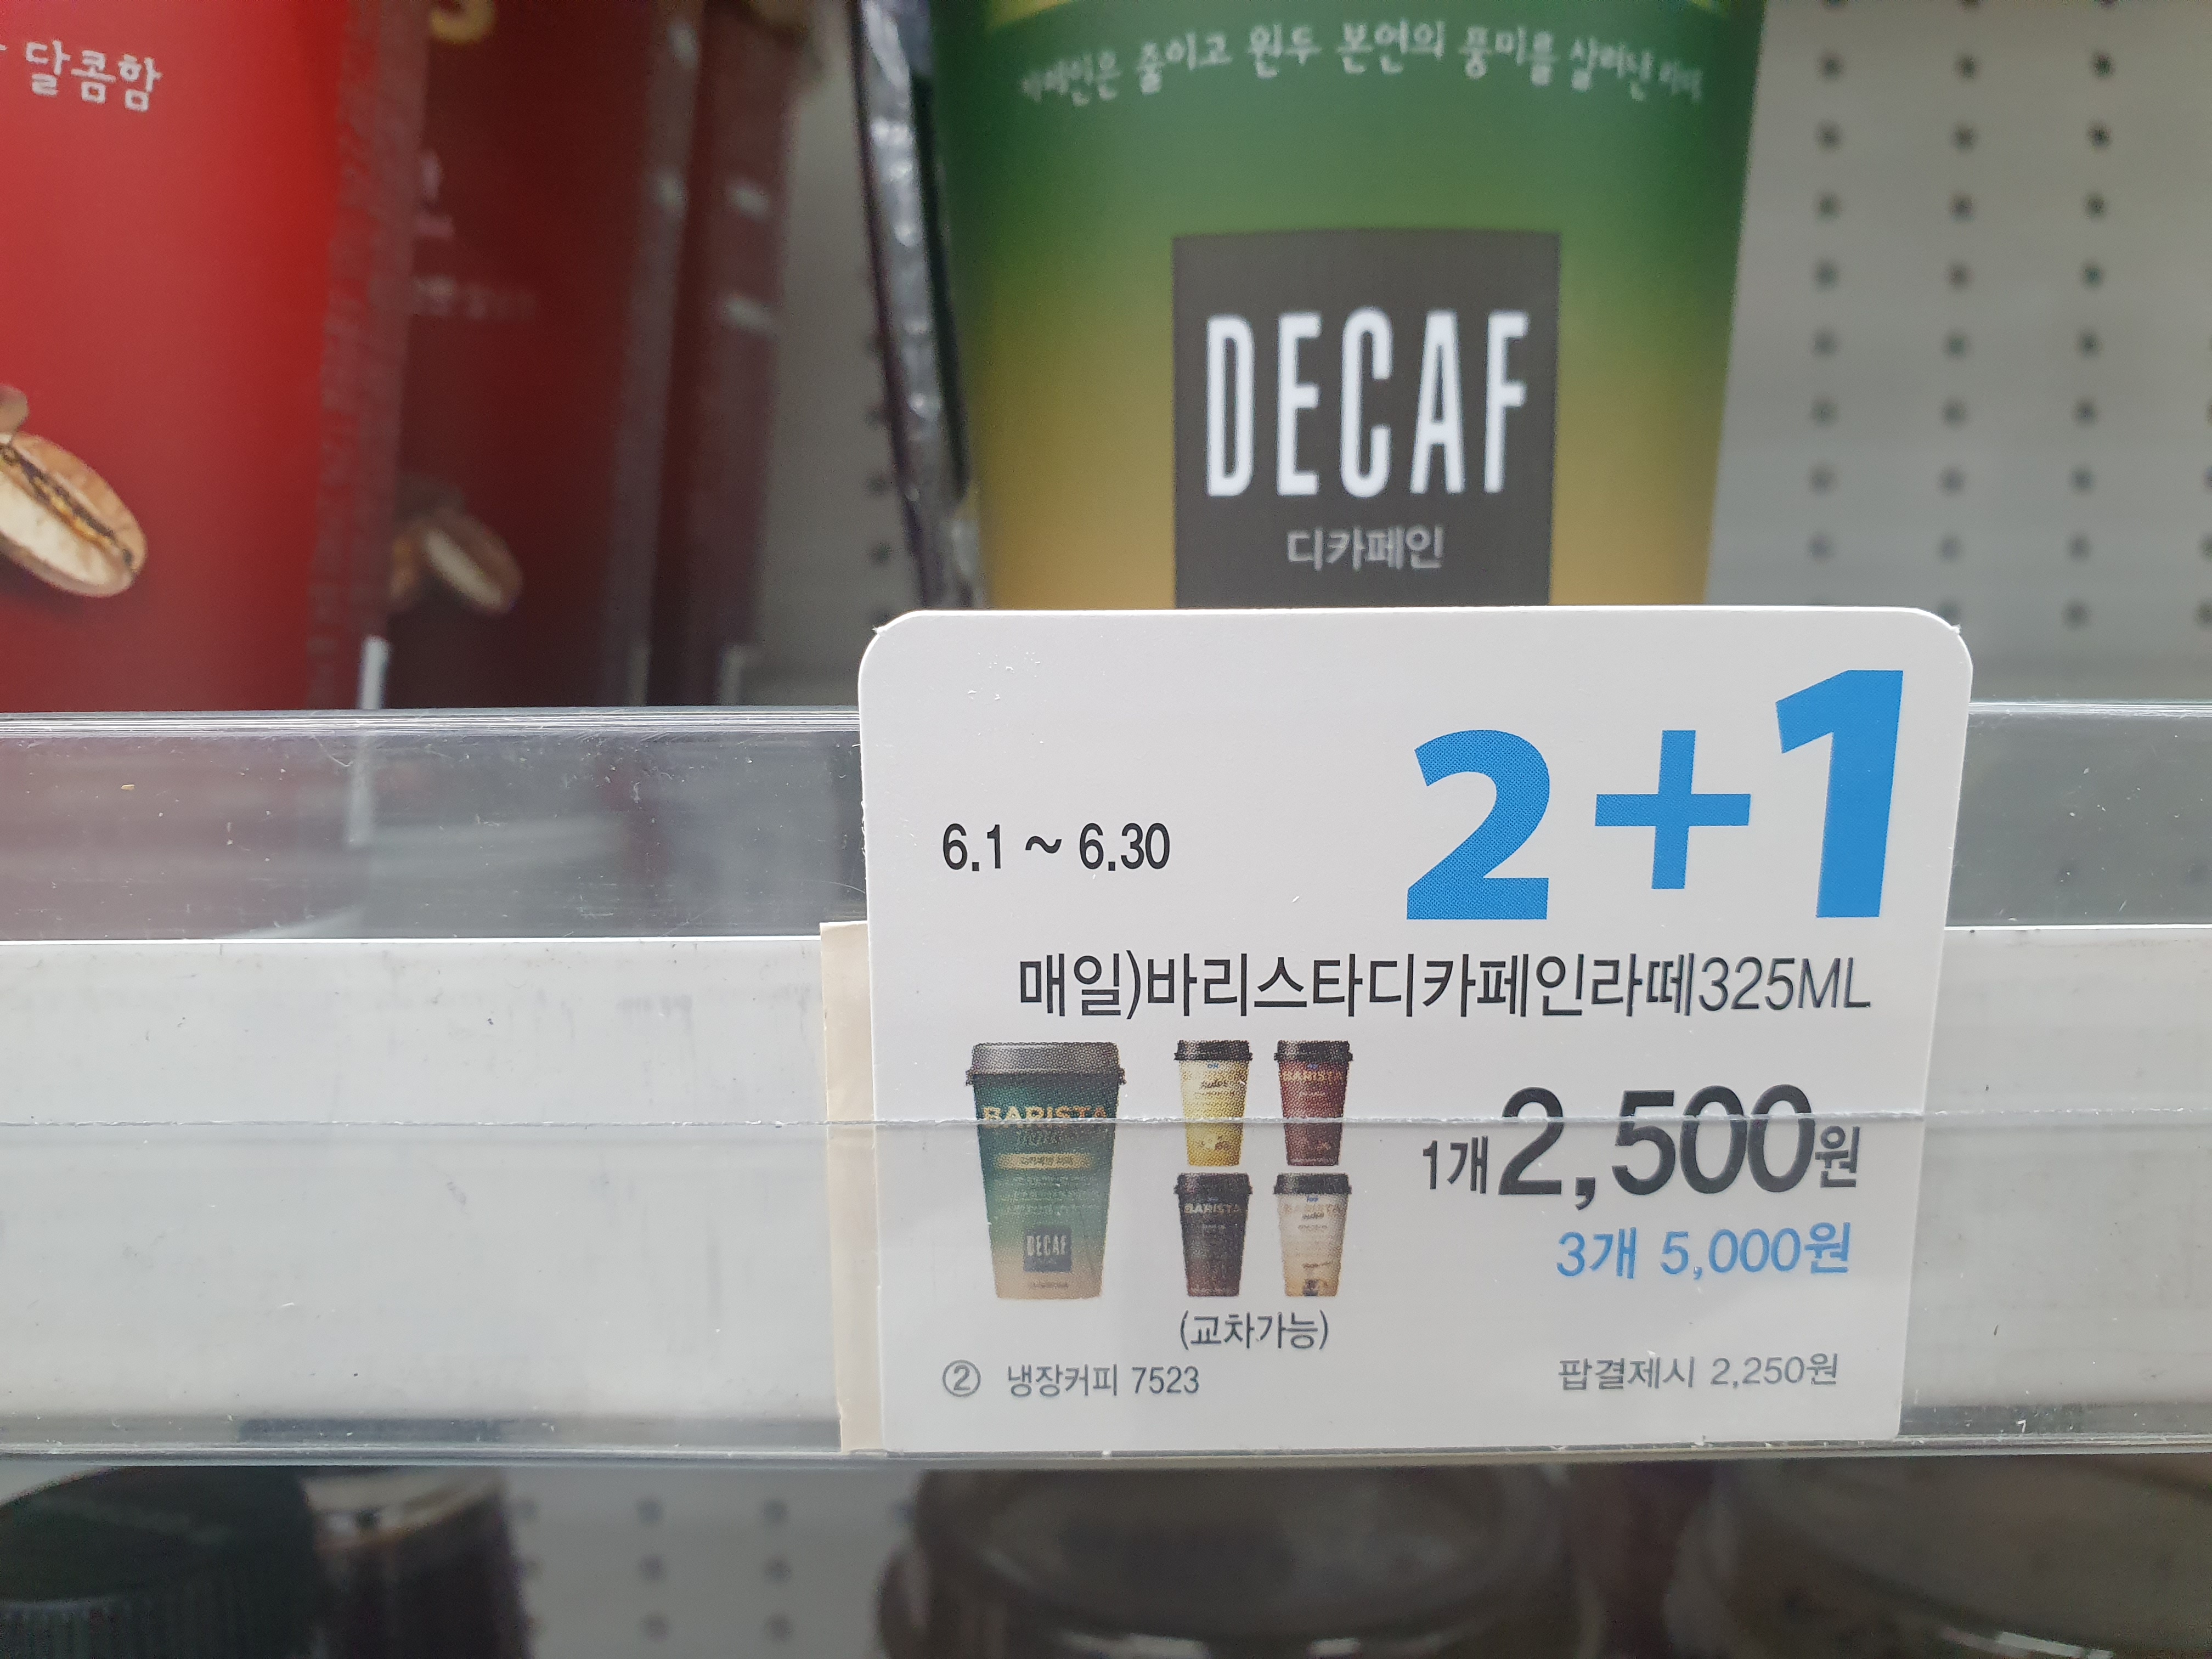 달콤함
카페인은 줄이고 원두 본연의 풍미를 살려낸
DECAF
디카페인
2+1
6.1 ~ 6.30
매일)바리스타디카페인라떼325ML
BARISTA
BARISTA
DECAF
BARISTA
1개 2,500원
3개 5,000원
(교차가능)
② 냉장커피 7523
팝결제시 2,250원